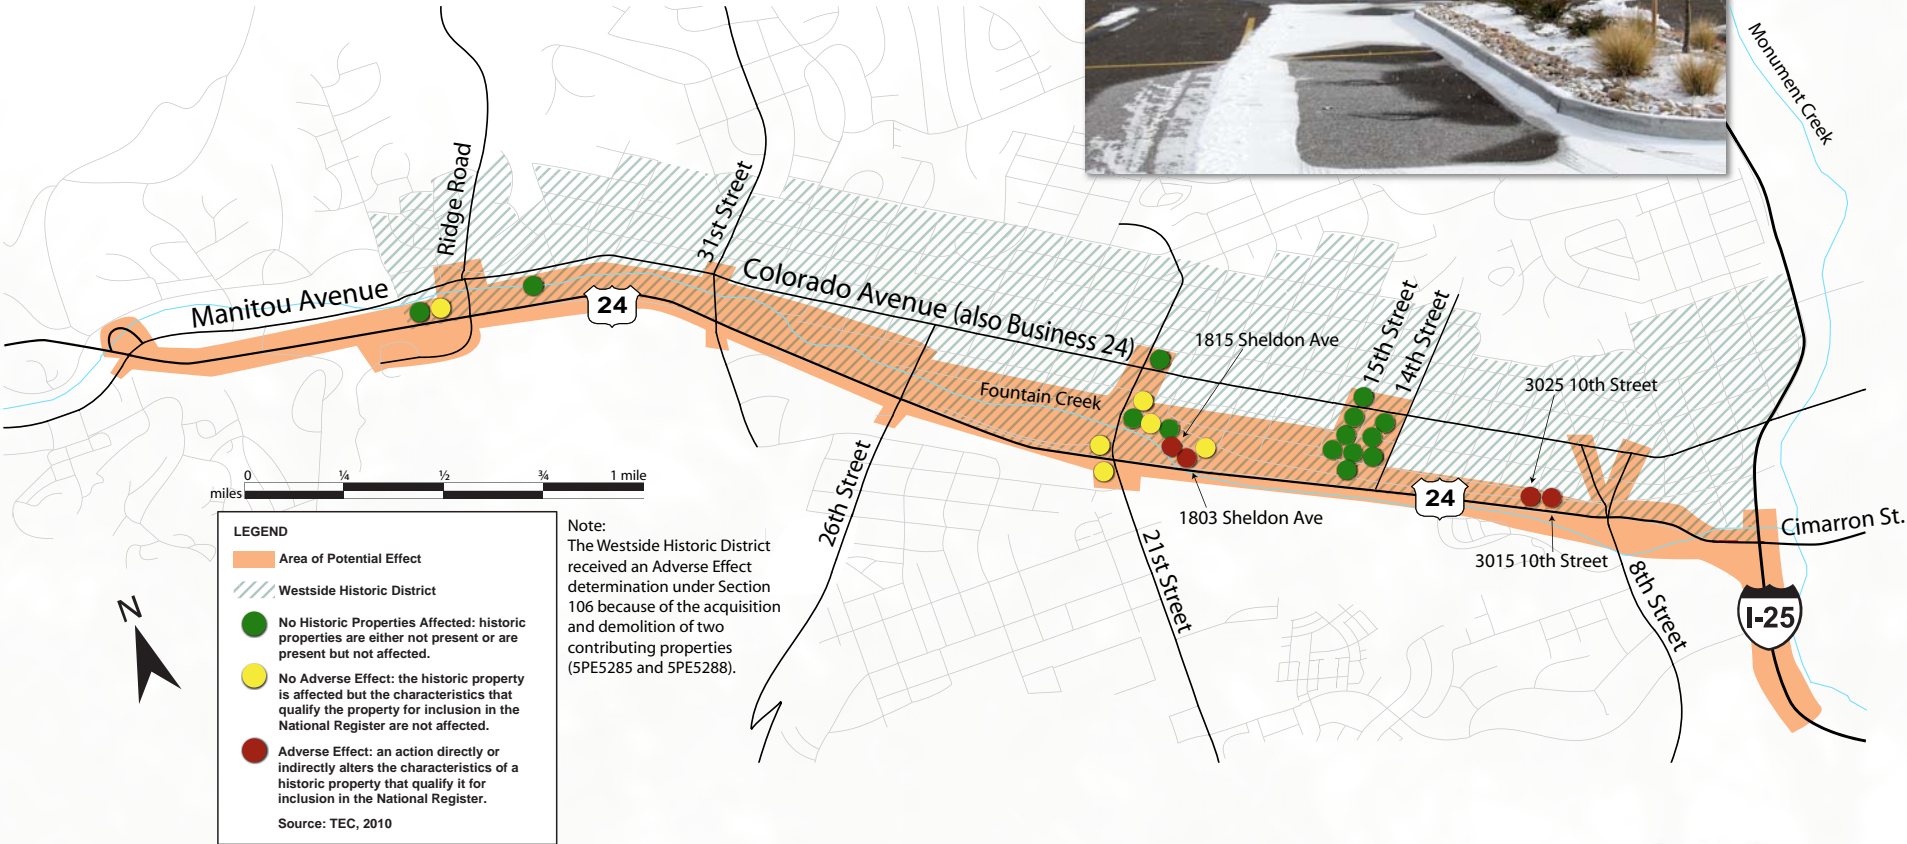 Monument Creek
Ridge Road
31st Street
Manitou Avenue
24
Colorado Avenue (also Business 24)
15th Street
14th Street
1815 Sheldon Ave
3025 10th Street
Fountain Creek
0 ¼ ½ ¾ 1 mile
miles
26th Street
24
1803 Sheldon Ave
3015 10th Street
Cimarron St.
21st Street
8th Street
I-25
N
LEGEND
Area of Potential Effect
Westside Historic District
No Historic Properties Affected: historic
properties are either not present or are
present but not affected.
No Adverse Effect: the historic property
is affected but the characteristics that
qualify the property for inclusion in the
National Register are not affected.
Adverse Effect: an action directly or
indirectly alters the characteristics of a
historic property that qualify it for
inclusion in the National Register.
Source: TEC, 2010
Note:
The Westside Historic District
received an Adverse Effect
determination under Section
106 because of the acquisition
and demolition of two
contributing properties
(5PE5285 and 5PE5288).